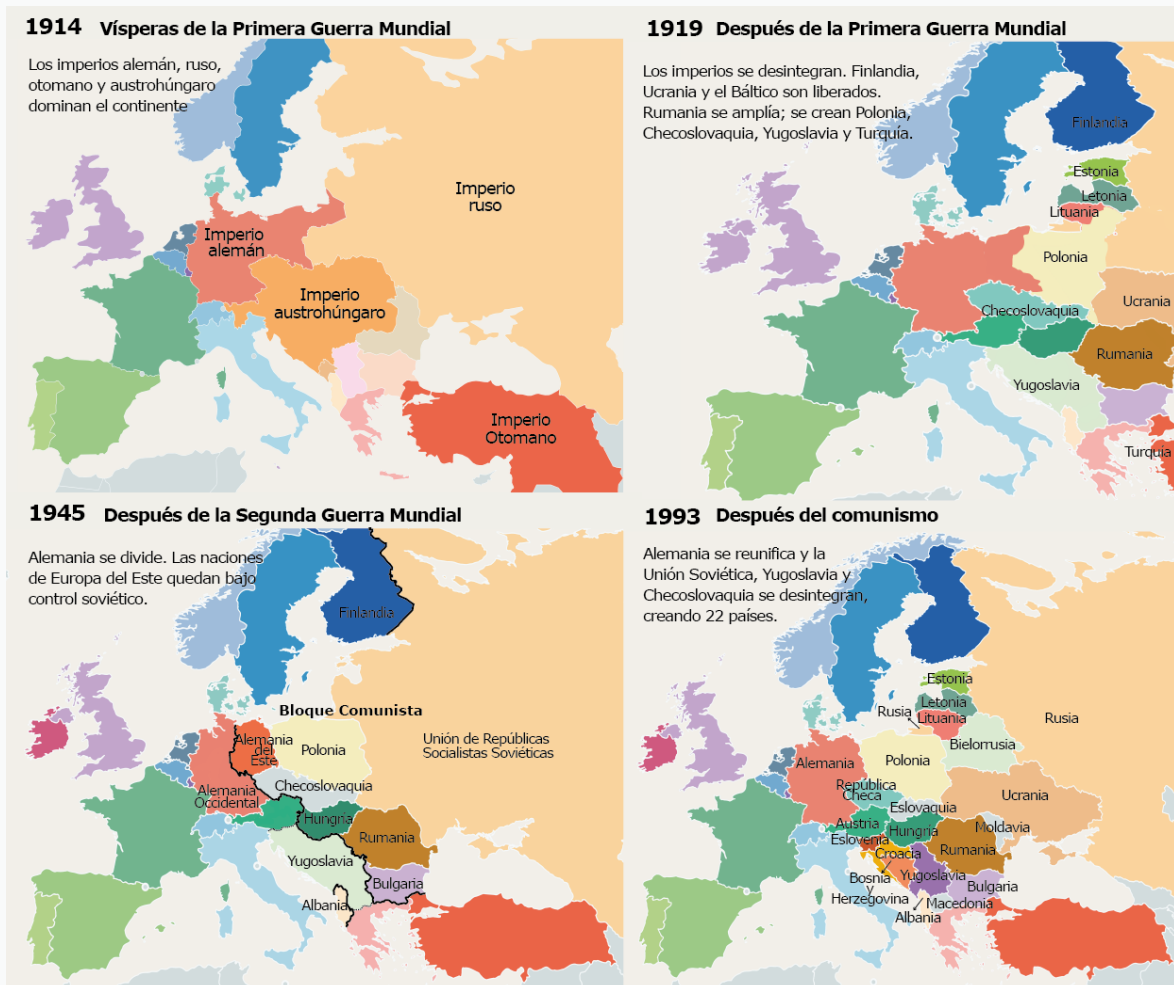 1914 Vísperas de la Primera Guerra Mundial
Los imperios alemán, ruso,
otomano y austrohúngaro
dominan el continente
Imperio
ruso
Imperio
alemán
Imperio
austrohúngaro
Imperio
Otomano
1919 Después de la Primera Guerra Mundial
Los imperios se desintegran. Finlandia,
Ucrania y el Báltico son liberados.
Rumania se amplía; se crean Polonia,
Checoslovaquia, Yugoslavia y Turquía.
Finlandia
Estonia
Letonia
Lituania
Polonia
Ucrania
Checoslovaquia
Rumania
Yugoslavia
Turquía
1945 Después de la Segunda Guerra Mundial
Alemania se divide. Las naciones
de Europa del Este quedan bajo
control soviético.
Finlandia
Bloque Comunista
Alemania
del
Este
Polonia
Unión de Repúblicas
Socialistas Soviéticas
Checoslovaquia
Alemania
Occidental
Hungria
Rumania
Yugoslavia
Bulgaria
Albania
1993 Después del comunismo
Alemania se reunifica y la
Unión Soviética, Yugoslavia y
Checoslovaquia se desintegran,
creando 22 países.
Estonia
Letonia
Rusia
Lituania
Rusia
Bielorrusia
Alemania
Polonia
República
Checa
Ucrania
Eslovaquia
Austria
Hungria
Moldavia
Eslovenia
Croacia
Rumania
Bosnia
y
Herzegovina
Yugoslavia
Bulgaria
Macedonia
Albania